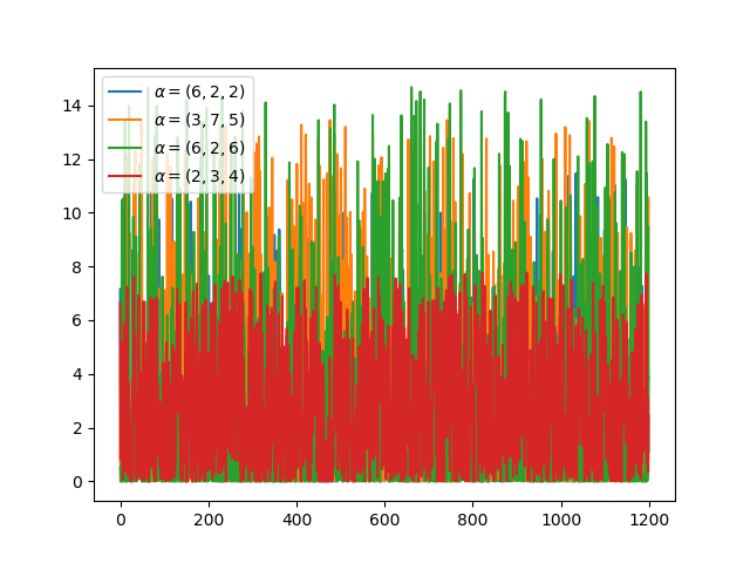 α = (6, 2, 2)
α = (3, 7, 5)
α = (6, 2, 6)
α = (2, 3, 4)
14
12
10
8
6
4
2
0
0 200 400 600 800 1000 1200